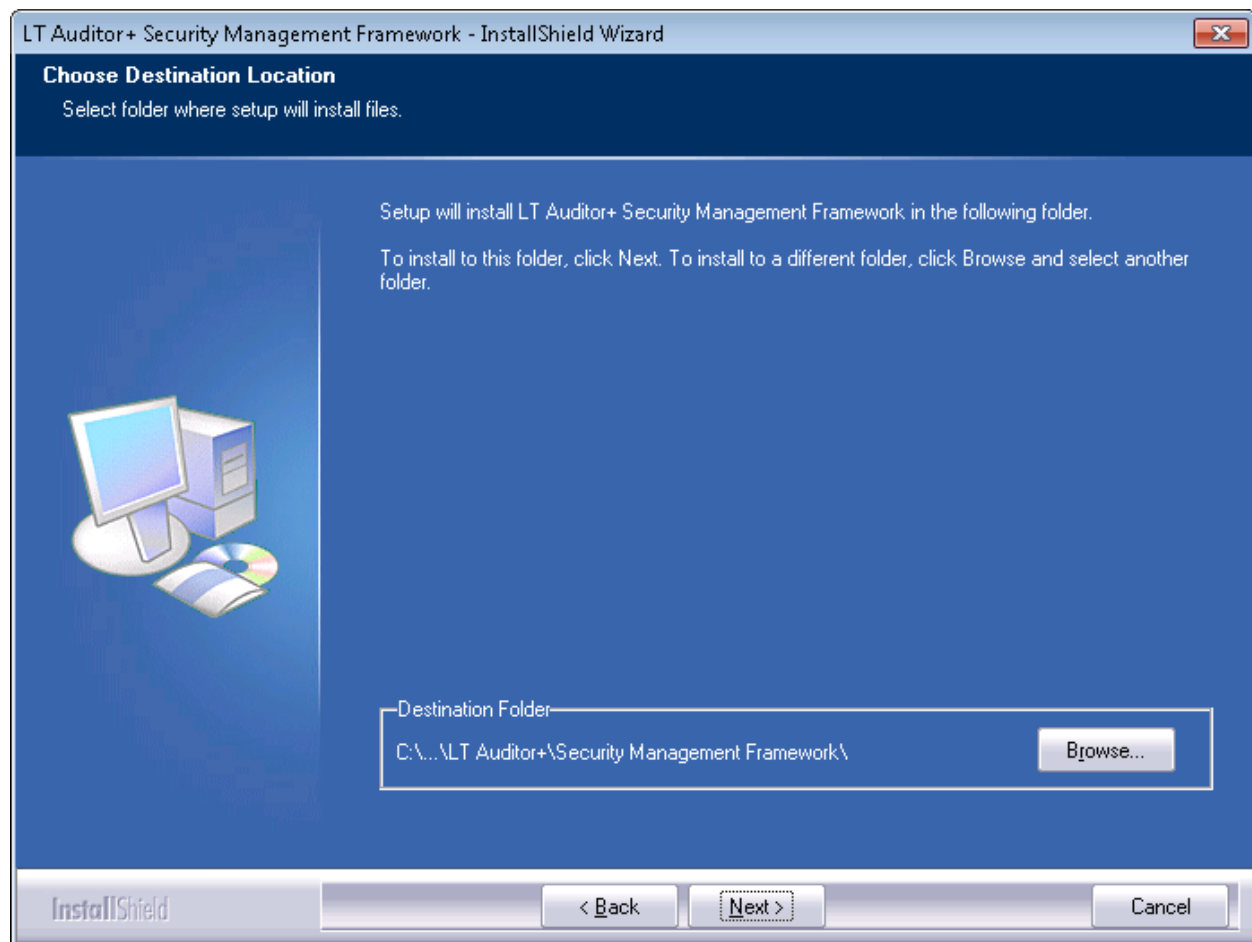 LT Auditor+ Security Management Framework - InstallShield Wizard
Choose Destination Location
Select folder where setup will install files.
Setup will install LT Auditor+ Security Management Framework in the following folder.
To install to this folder, click Next. To install to a different folder, click Browse and select another
folder.
Destination Folder
C:\...\LT Auditor+\Security Management Framework\
Browse...
InstallShield
< Back
Next >
Cancel